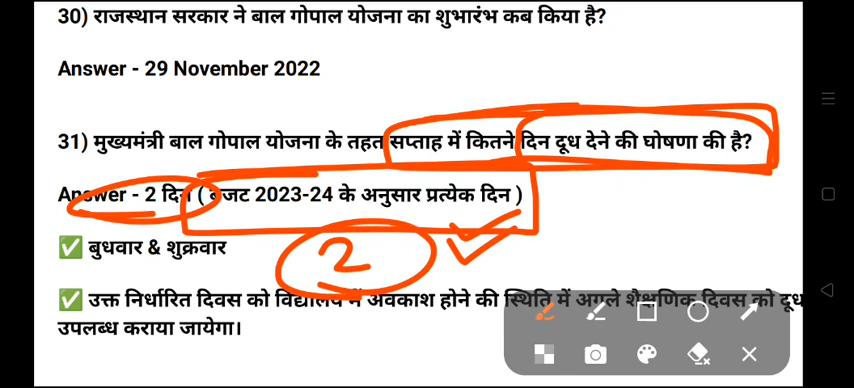 30) राजस्थान सरकार ने बाल गोपाल योजना का शुभारंभ कब किया है?
Answer - 29 November 2022
31) मुख्यमंत्री बाल गोपाल योजना के तहत सप्ताह में कितने दिन दूध देने की घोषणा की है?
Answer - 2 दिन ( बजट 2023-24 के अनुसार प्रत्येक दिन )
✅ बुधवार & शुक्रवार
2
✅ उक्त निर्धारित दिवस को विद्यालय में अवकाश होने की स्थिति में अगले शैक्षणिक दिवस को दूध
उपलब्ध कराया जायेगा।